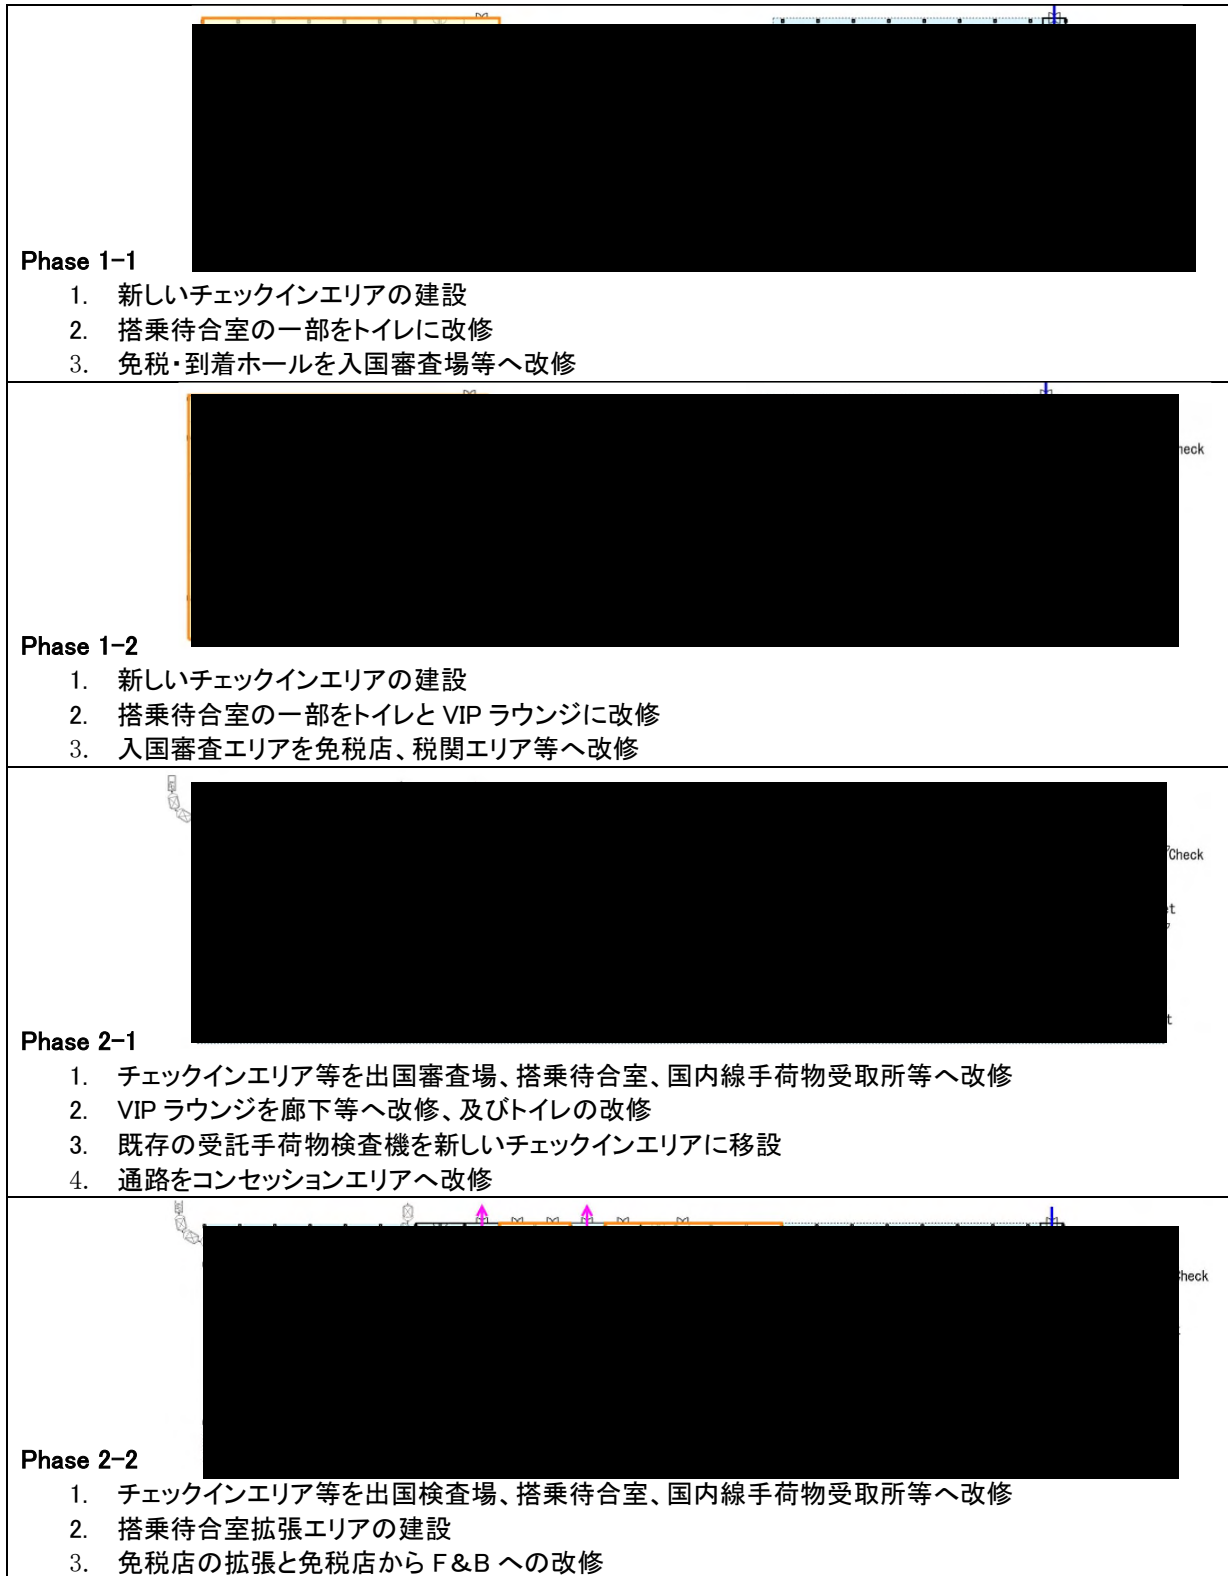 Phase 1-1
1. 新しいチェックインエリアの建設
2. 搭乗待合室の一部をトイレに改修
3. 免税・到着ホールを入国審査場等へ改修
heck
Phase 1-2
1. 新しいチェックインエリアの建設
2. 搭乗待合室の一部をトイレと VIP ラウンジに改修
3. 入国審査エリアを免税店、税関エリア等へ改修
Check
t
t
Phase 2-1
1. チェックインエリア等を出国審査場、搭乗待合室、国内線手荷物受取所等へ改修
2. VIP ラウンジを廊下等へ改修、及びトイレの改修
3. 既存の受託手荷物検査機を新しいチェックインエリアに移設
4. 通路をコンセッションエリアへ改修
heck
Phase 2-2
1. チェックインエリア等を出国検査場、搭乗待合室、国内線手荷物受取所等へ改修
2. 搭乗待合室拡張エリアの建設
3. 免税店の拡張と免税店から F&B への改修